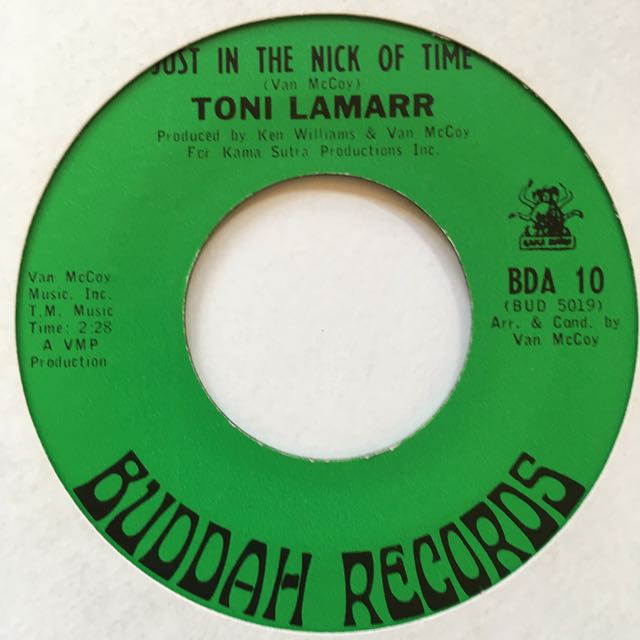 JUST IN THE NICK OF TIME
(Van McCoy)
TONI LAMARR
Produced by Ken Williams & Van McCoy
For Kama Sutra Productions Inc.
Van McCoy
Music. Inc.
T.M. Music
Time: 2:28
A VMP
Production
BDA 10
(BUD 5019)
Arr. & Cond. by
Van McCoy
BUDDAH RECORDS